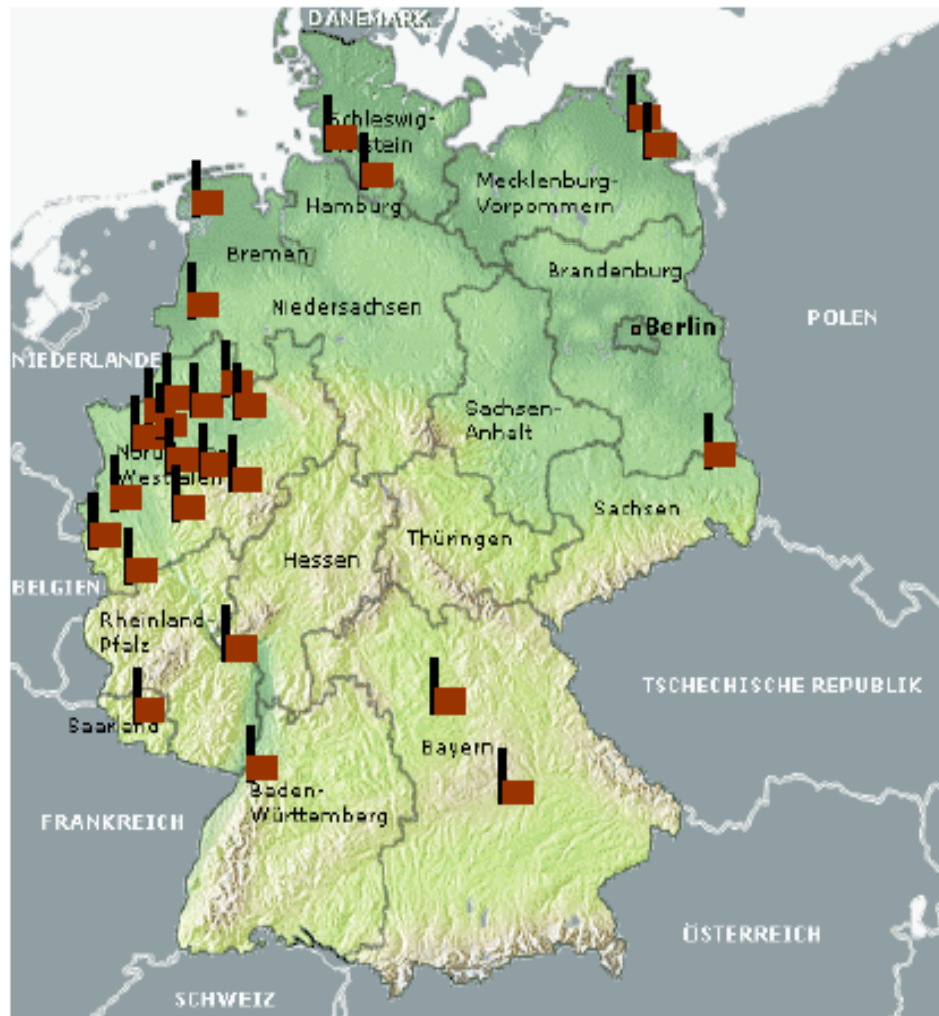 DÄNEMARK
Schleswig-
Holstein
Mecklenburg-
Vorpommern
Hamburg
Bremen
Brandenburg
Niedersachsen
POLEN
Berlin
NIEDERLANDE
Sachsen-
Anhalt
Westfalen
Sachsen
Thüringen
Hessen
BELGIEN
Rheinland-
Pfalz
TSCHECHISCHE REPUBLIK
Saarland
Bayern
Baden-
Württemberg
FRANKREICH
ÖSTERREICH
SCHWEIZ